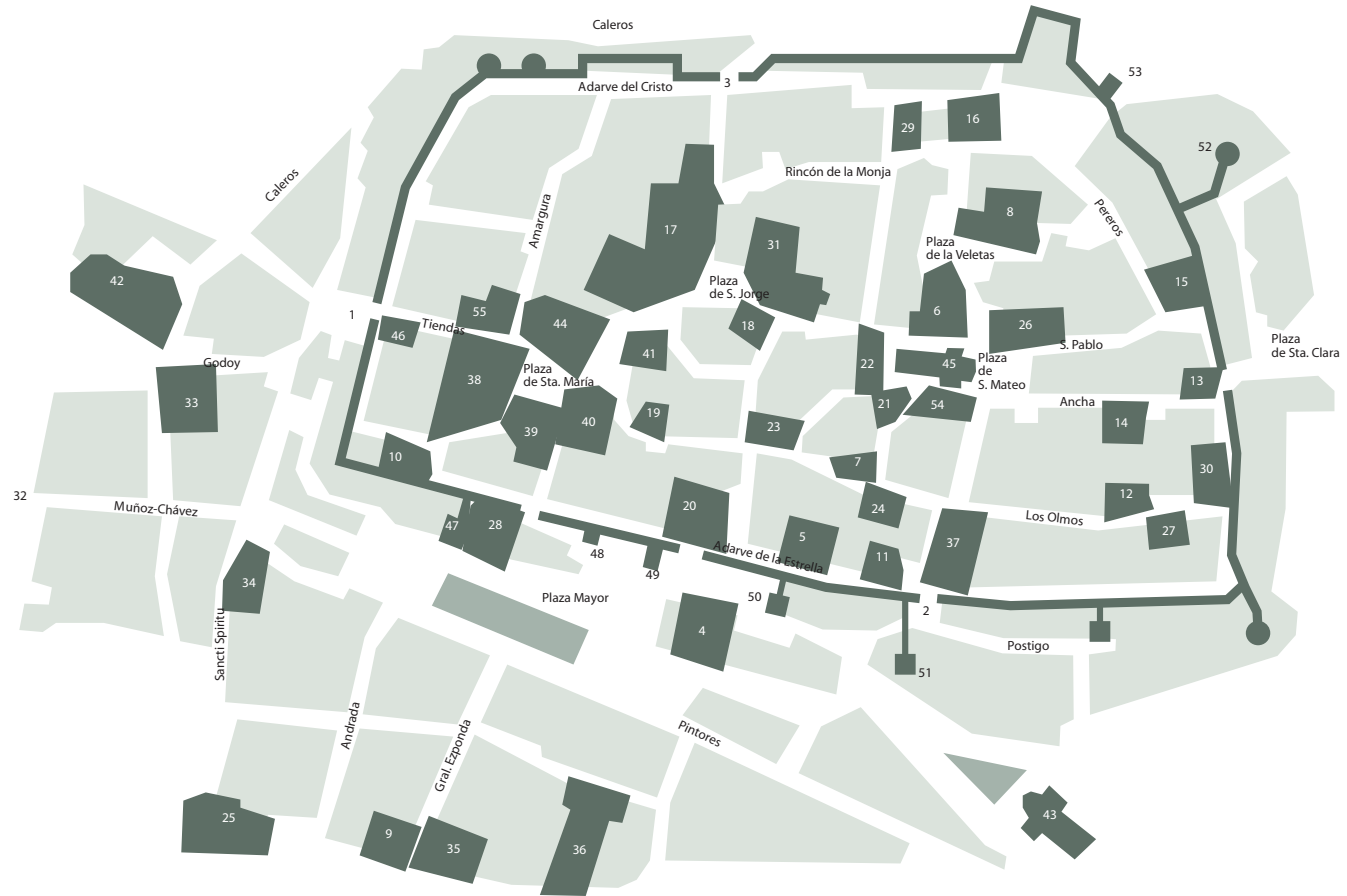 Caleros
53
Adarve del Cristo
3
16
29
52
Caleros
Rincón de la Monja
Amargura
8
Pereros
17
31
Plaza
de la Veletas
42
Plaza
de S. Jorge
15
55
6
1
44
18
26
Tiendas
46
Plaza
de Sta. Clara
S. Pablo
41
22
45
Plaza
de
S. Mateo
Godoy
38
Plaza
de Sta. María
13
33
19
21
54
Ancha
40
39
23
14
10
7
30
32
12
20
24
Muñoz-Chávez
Los Olmos
47
28
27
5
37
48
Adarve de la Estrella
11
49
34
Plaza Mayor
50
2
4
Sancti Spiritu
Postigo
51
Andrada
Gral. Ezponda
Pintores
25
43
9
35
36